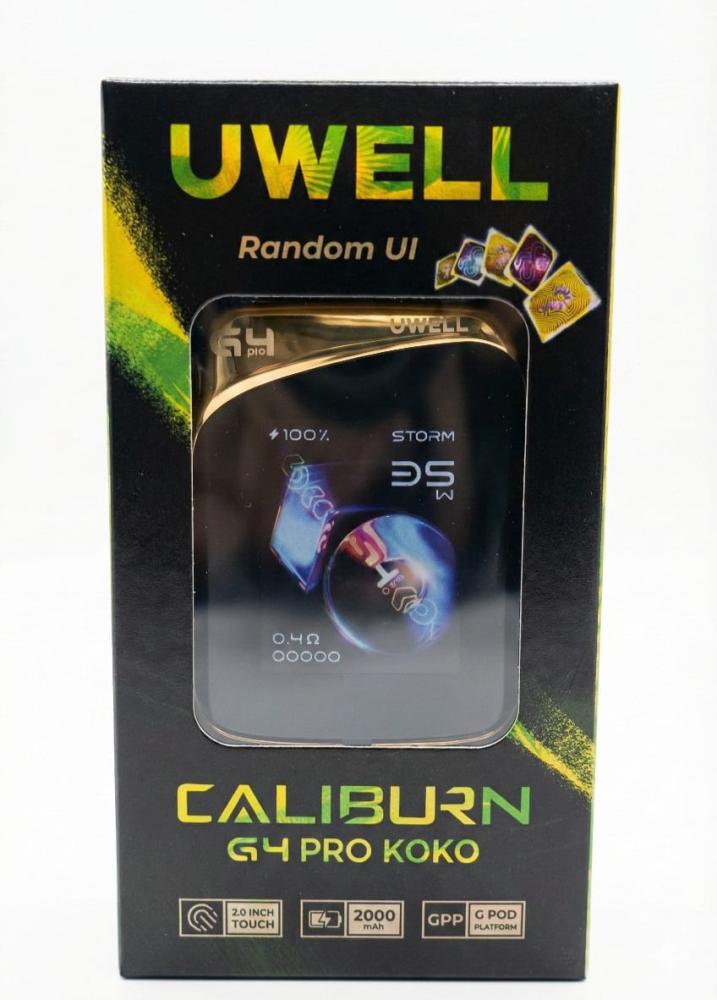 UWELL
Random UI
G4 UWELL
pro
⚡100% STORM
35
W
0.4Ω
00000
CALIBURN
G4 PRO KOKO
2.0 INCH
TOUCH
2000
mAh
GPP G POD
PLATFORM